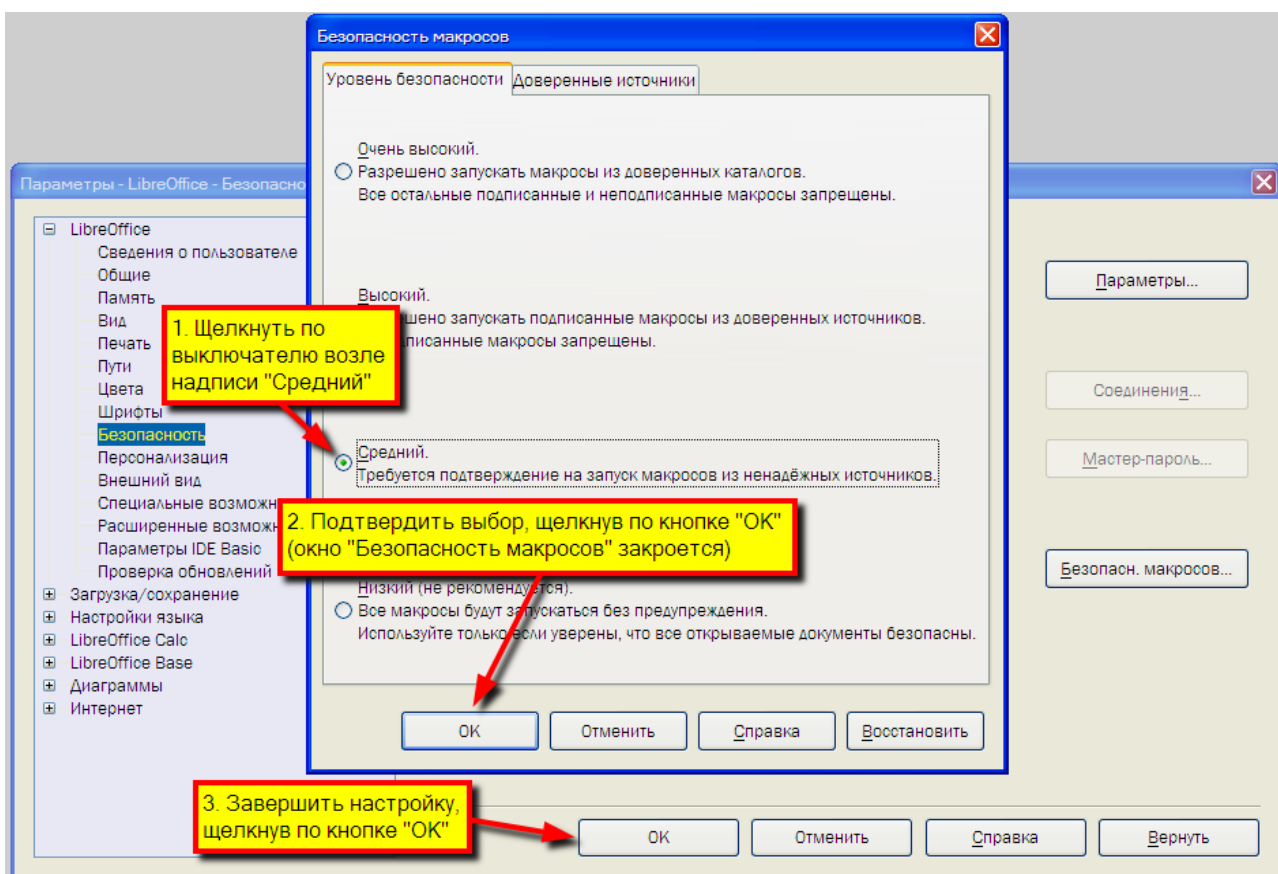 Безопасность макросов
Уровень безопасности
Доверенные источники
Очень высокий.
Разрешено запускать макросы из доверенных каталогов.
Все остальные подписанные и неподписанные макросы запрещены.
Высокий.
шено запускать подписанные макросы из доверенных источников.
писанные макросы запрещены.
Средний.
Требуется подтверждение на запуск макросов из ненадёжных источников.
Низкий (не рекомендуется).
Все макросы будут запускаться без предупреждения.
Используйте только если уверены, что все открываемые документы безопасны.
OK
Отменить
Справка
Восстановить
Параметры - LibreOffice - Безопасно
LibreOffice
Сведения о пользователе
Общие
Память
Вид
Печать
Пути
Цвета
Шрифты
Безопасность
Персонализация
Внешний вид
Специальные возможн
Расширенные возможн
Параметры IDE Basic
Проверка обновлений
Загрузка/сохранение
Настройки языка
LibreOffice Calc
LibreOffice Base
Диаграммы
Интернет
Параметры...
Соединения...
Мастер-пароль...
Безопасн. макросов...
1. Щелкнуть по
выключателю возле
надписи "Средний"
2. Подтвердить выбор, щелкнув по кнопке "ОК"
(окно "Безопасность макросов" закроется)
3. Завершить настройку,
щелкнув по кнопке "ОК"
OK
Отменить
Справка
Вернуть